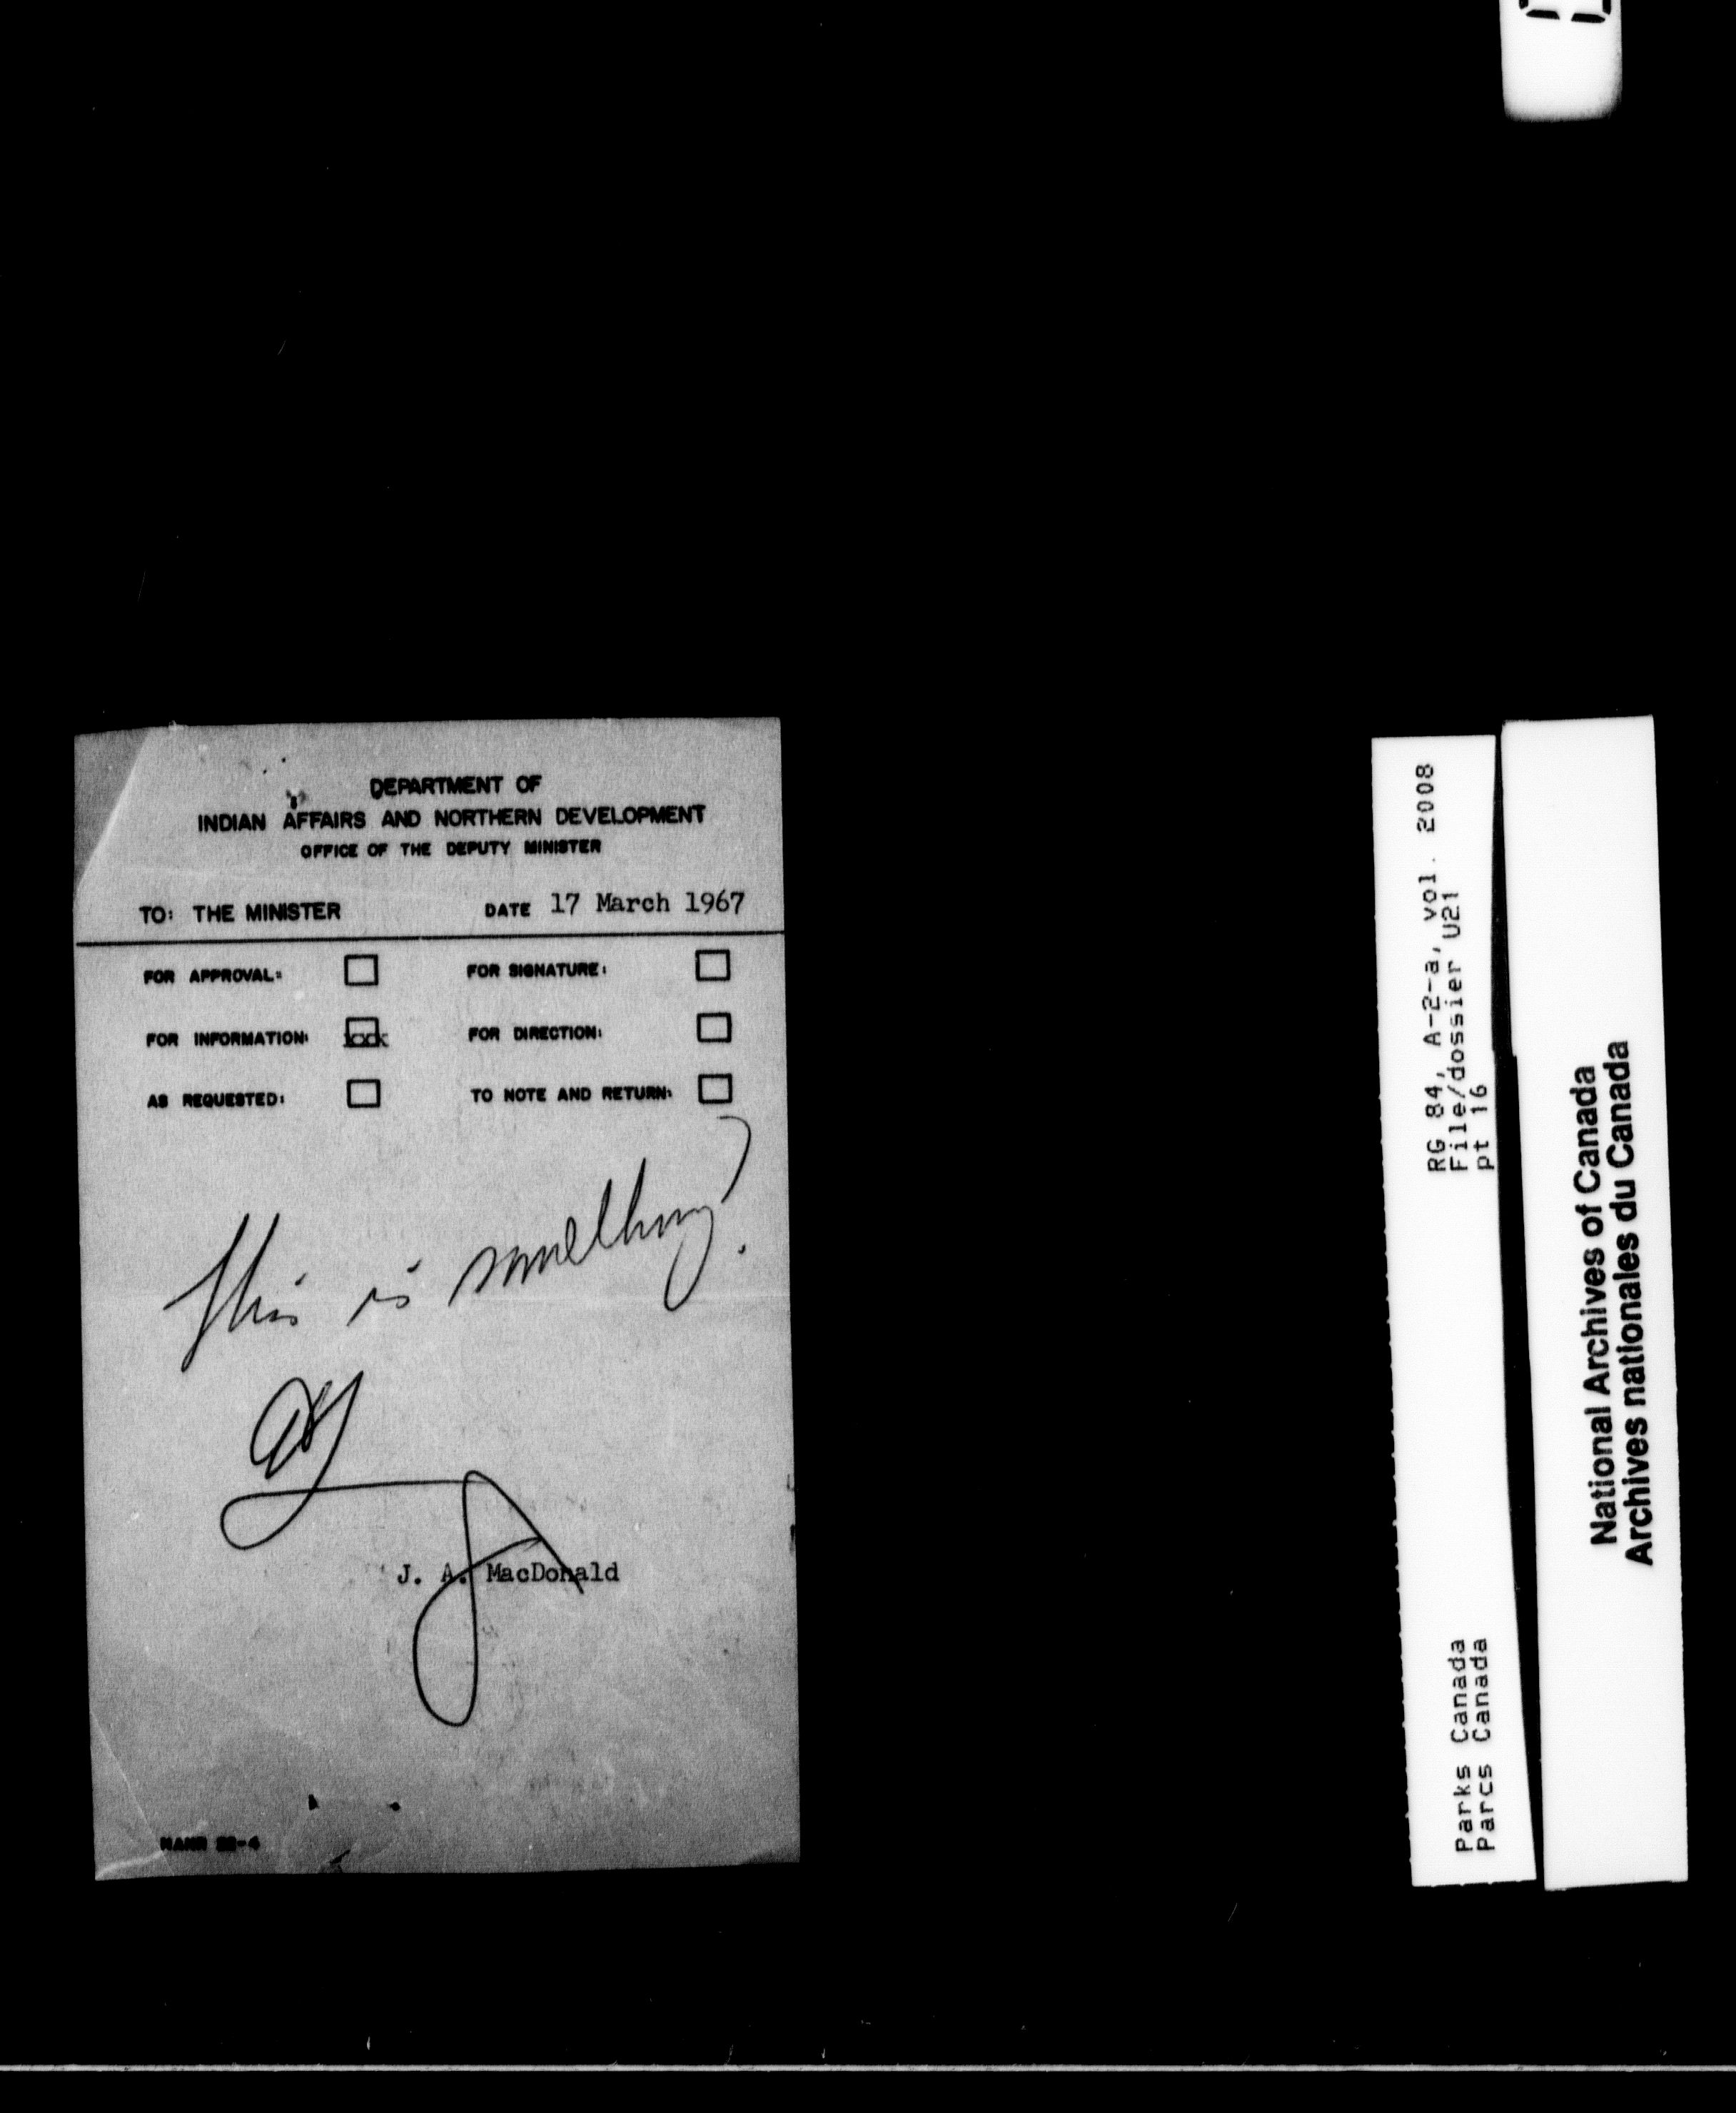 DEPARTMENT OF
INDIAN AFFAIRS AND NORTHERN DEVELOPMENT
OFFICE OF THE DEPUTY MINISTER
TO: THE MINISTER DATE 17 March 1967
FOR APPROVAL: FOR SIGNATURE:
FOR INFORMATION: xxx FOR DIRECTION:
AS REQUESTED: TO NOTE AND RETURN:
This is something?
J. A. MacDonald
RG 84, A-2-a, vol. 2008
File/dossier U21
pt 16
Parks Canada
Parcs Canada
National Archives of Canada
Archives nationales du Canada